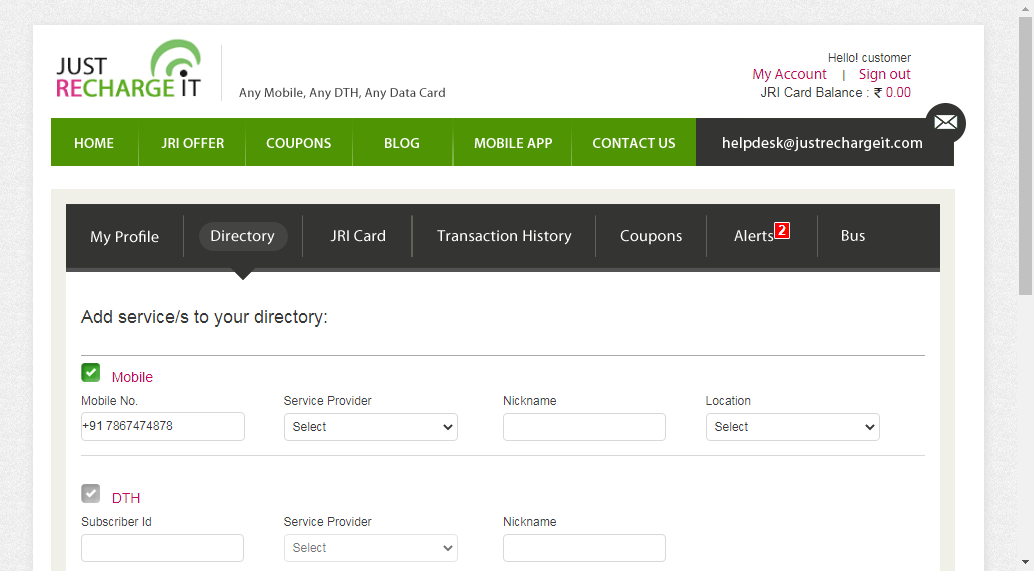 JUST
RECHARGE iT
Any Mobile, Any DTH, Any Data Card
Hello! customer
My Account | Sign out
JRI Card Balance : ₹ 0.00
HOME JRI OFFER COUPONS BLOG MOBILE APP CONTACT US helpdesk@justrechargeit.com
My Profile Directory JRI Card Transaction History Coupons Alerts 2 Bus
Add service/s to your directory:
Mobile
Mobile No. Service Provider Nickname Location
+91 7867474878 Select Select
DTH
Subscriber Id Service Provider Nickname
Select